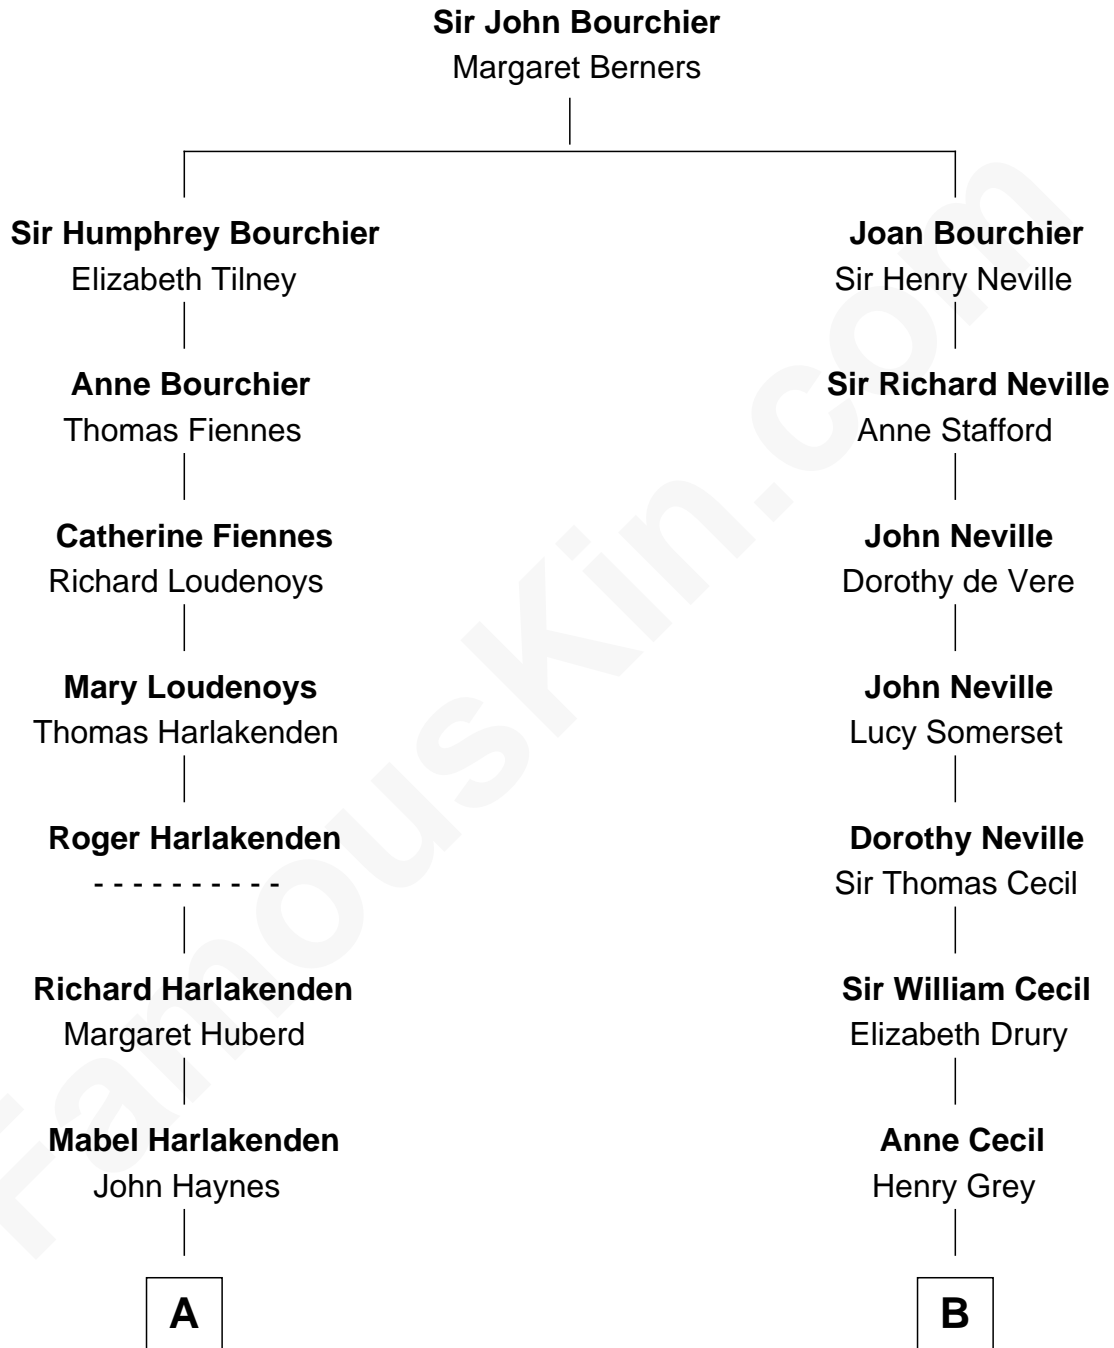 Sir John Bourchier
Margaret Berners
Sir Humphrey Bourchier
Elizabeth Tilney
Joan Bourchier
Sir Henry Neville
Anne Bourchier
Thomas Fiennes
Sir Richard Neville
Anne Stafford
Catherine Fiennes
Richard Loudenoys
John Neville
Dorothy de Vere
Mary Loudenoys
Thomas Harlakenden
John Neville
Lucy Somerset
Roger Harlakenden
- - - - - - - - - -
Dorothy Neville
Sir Thomas Cecil
Richard Harlakenden
Margaret Huberd
Sir William Cecil
Elizabeth Drury
Mabel Harlakenden
John Haynes
Anne Cecil
Henry Grey
A
B
FamousKin.com